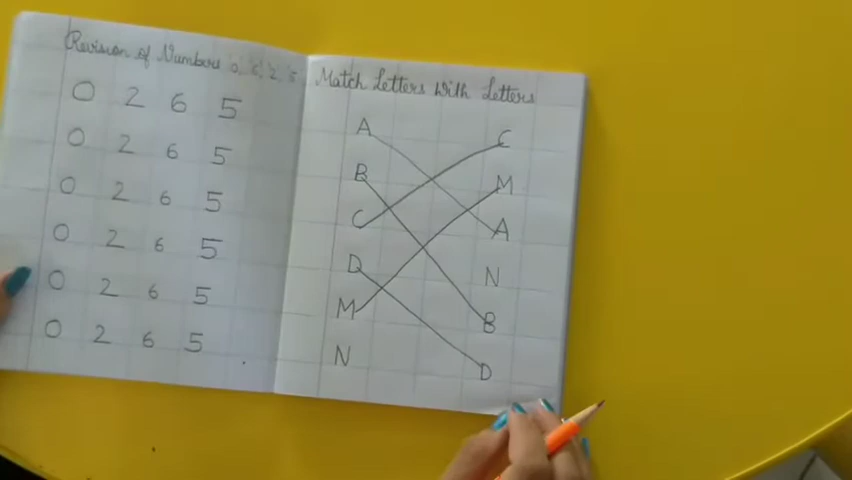 Revision of Numbers 0, 6, 2, 5
0 2 6 5
0 2 6 5
0 2 6 5
0 2 6 5
0 2 6 5
0 2 6 5
Match Letters With Letters
A C
B M
C A
D N
M B
N D